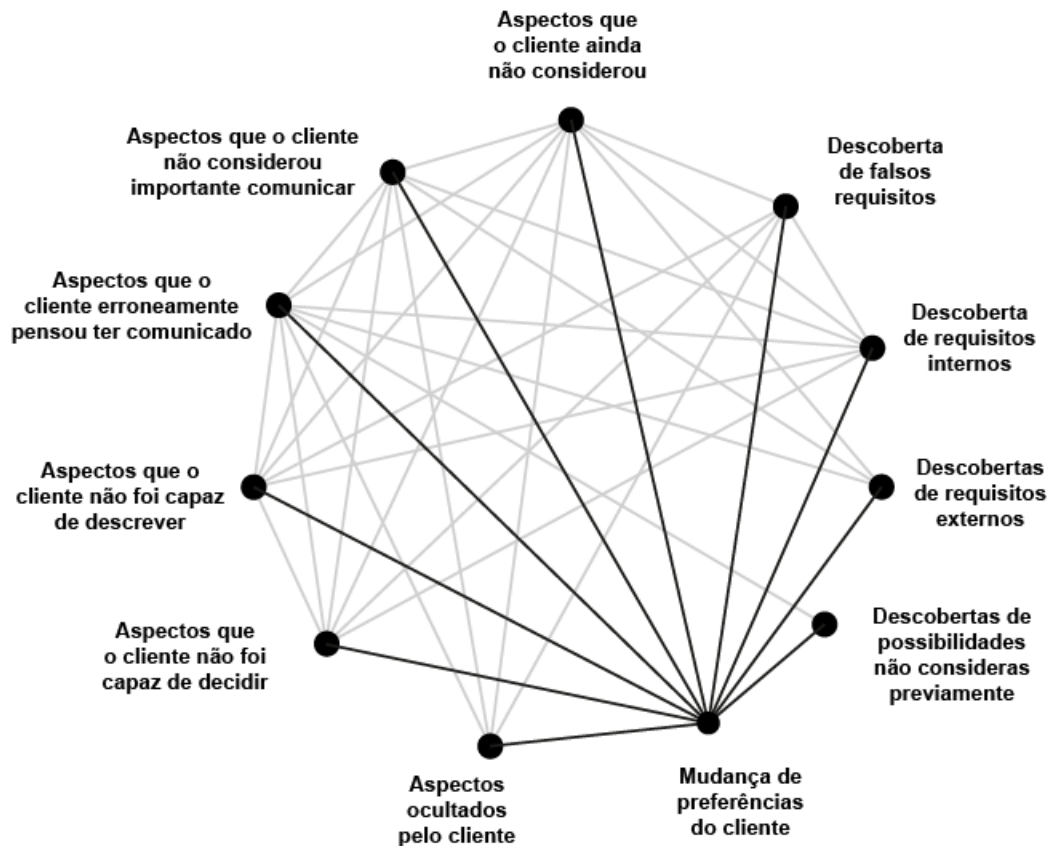 Aspectos que
o cliente ainda
não considerou
Aspectos que o cliente
não considerou
importante comunicar
Descoberta
de falsos
requisitos
Aspectos que o
cliente erroneamente
pensou ter comunicado
Descoberta
de requisitos
internos
Aspectos que o
cliente não foi capaz
de descrever
Descobertas
de requisitos
externos
Aspectos que
o cliente não foi
capaz de decidir
Descobertas de
possibilidades
não consideras
previamente
Aspectos
ocultados
pelo cliente
Mudança de
preferências
do cliente